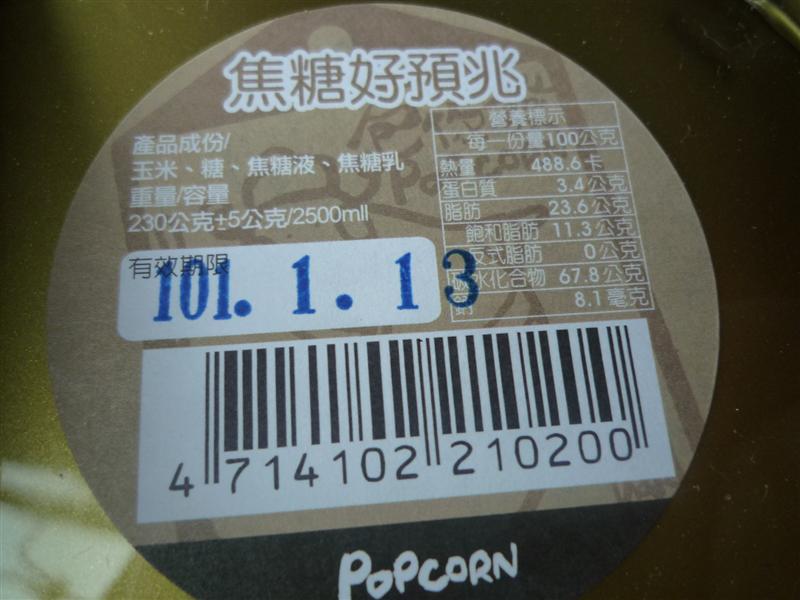 焦糖好預兆
產品成份/
玉米、糖、焦糖液、焦糖乳
重量/容量
230公克±5公克/2500mll
有效期限
101. 1. 13
營養標示
每一份量100公克
熱量 488.6卡
蛋白質 3.4公克
脂肪 23.6公克
飽和脂肪 11.3公克
反式脂肪 0公克
碳水化合物 67.8公克
鈉 8.1毫克
4 714102 210200
POPCORN